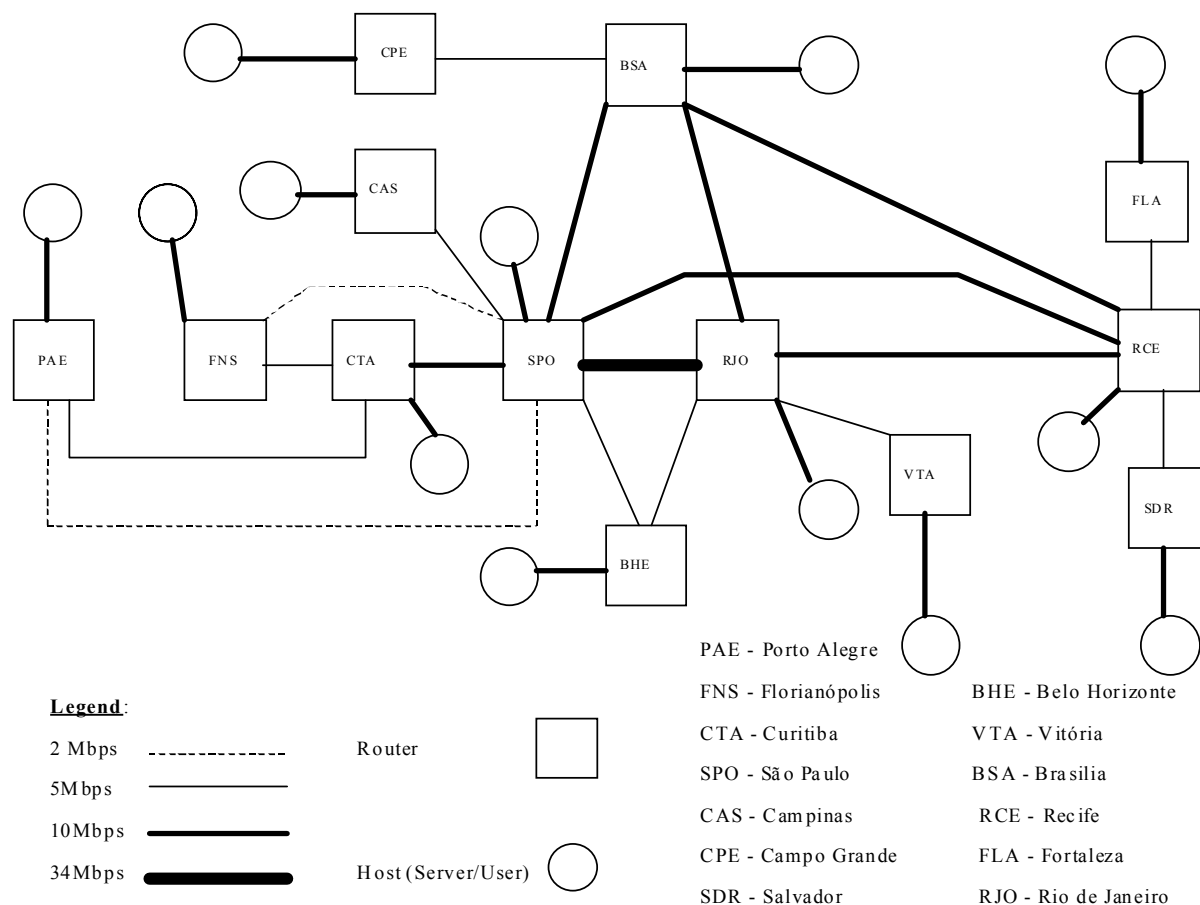 CPE
BSA
CAS
FLA
PAE
FNS
CTA
SPO
RJO
RCE
VTA
SDR
BHE
PAE - Porto Alegre
FNS - Florianópolis
BHE - Belo Horizonte
Legend:
2 Mbps
Router
CTA - Curitiba
VTA - Vitória
5Mbps
SPO - São Paulo
BSA - Brasilia
10Mbps
CAS - Campinas
RCE - Recife
34Mbps
Host (Server/User)
CPE - Campo Grande
FLA - Fortaleza
SDR - Salvador
RJO - Rio de Janeiro